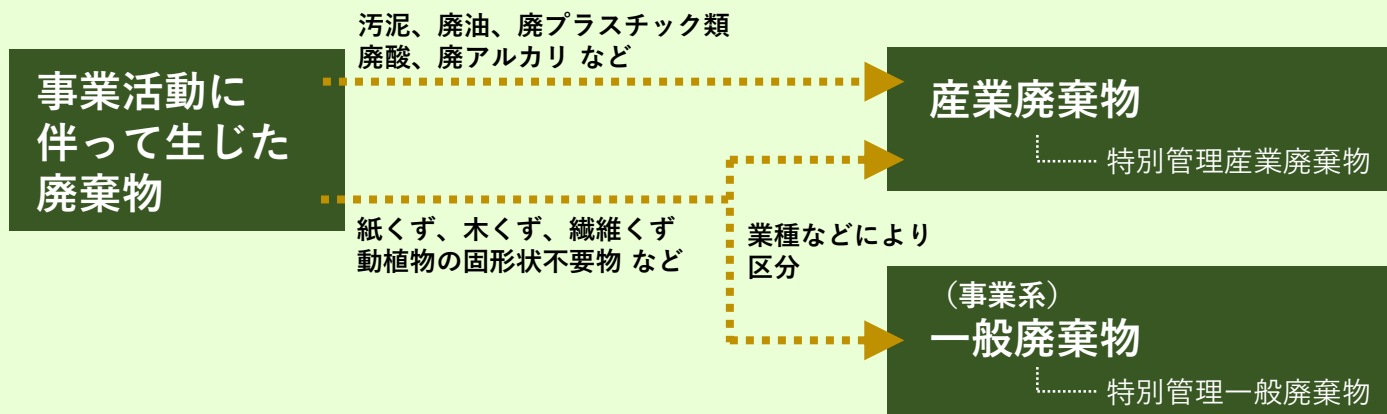 汚泥、廃油、廃プラスチック類
廃酸、廃アルカリ など
事業活動に
伴って生じた
廃棄物
産業廃棄物
特別管理産業廃棄物
紙くず、木くず、繊維くず
動植物の固形状不要物 など
業種などにより
区分
（事業系）
一般廃棄物
特別管理一般廃棄物